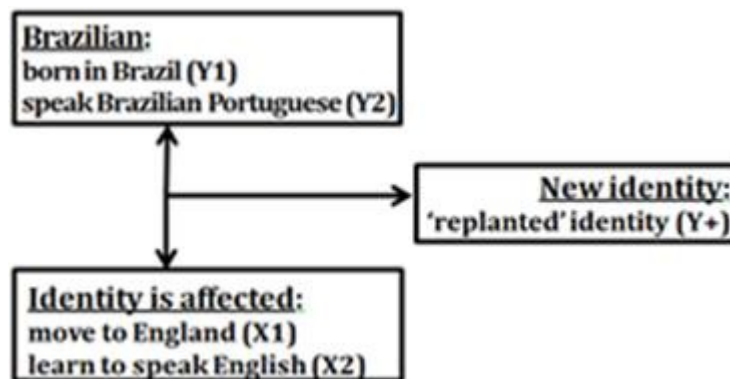 Brazilian:
born in Brazil (Y1)
speak Brazilian Portuguese (Y2)
New identity:
‘replanted’ identity (Y+)
Identity is affected:
move to England (X1)
learn to speak English (X2)